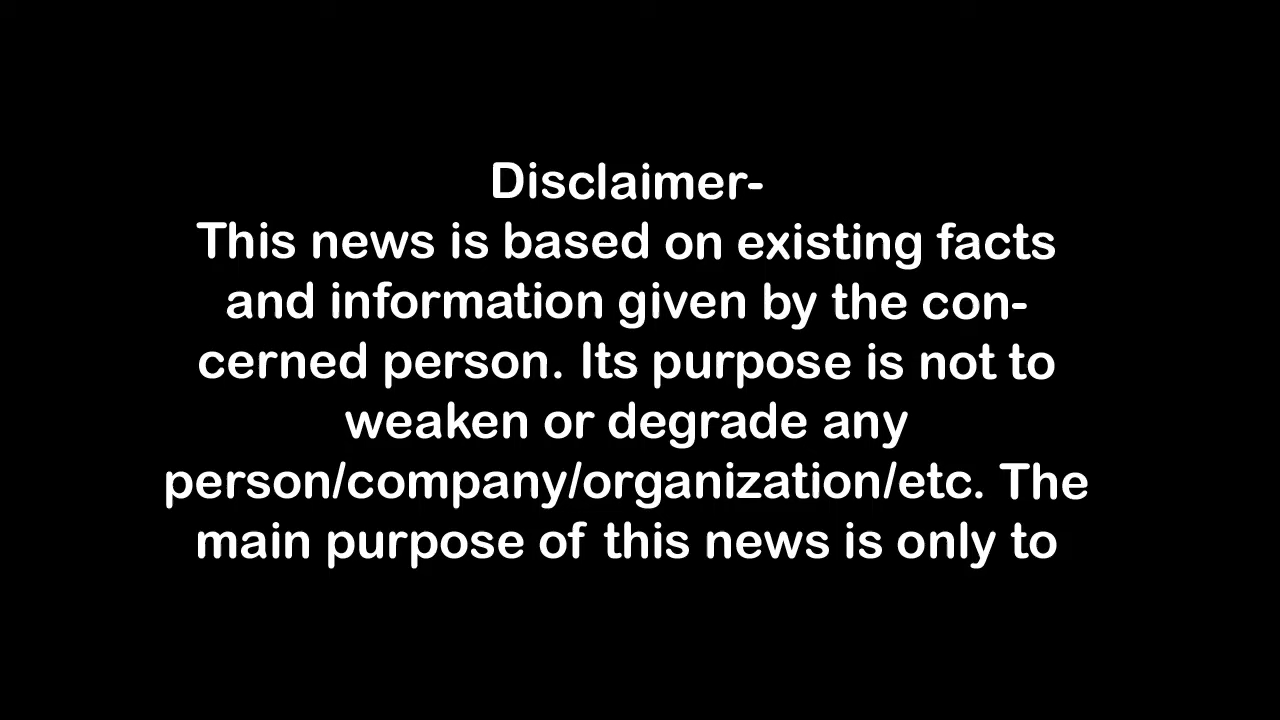 Disclaimer-
This news is based on existing facts
and information given by the con-
cerned person. Its purpose is not to
weaken or degrade any
person/company/organization/etc. The
main purpose of this news is only to